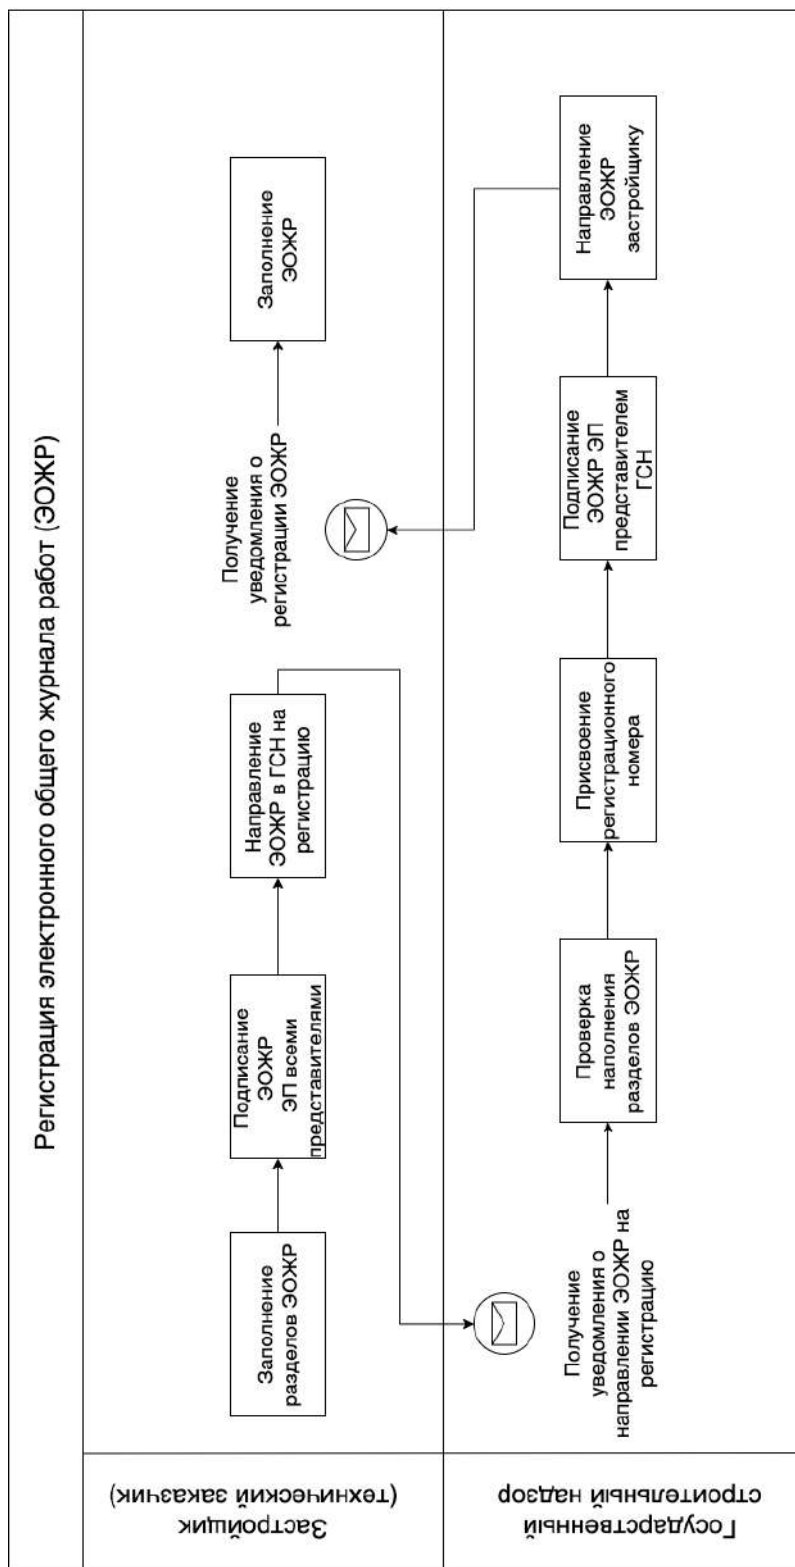 Регистрация электронного общего журнала работ (ЭОЖР)
Застройщик
(технический заказчик)
Заполнение
разделов ЭОЖР
Подписание
ЭОЖР
ЭП всеми
представителями
Направление
ЭОЖР в ГСН на
регистрацию
Получение
уведомления о
регистрации ЭОЖР
Заполнение
ЭОЖР
Государственный
строительный надзор
Получение
уведомления о
направлении ЭОЖР на
регистрацию
Проверка
наполнения
разделов ЭОЖР
Присвоение
регистрационного
номера
Подписание
ЭОЖР ЭП
представителем
ГСН
Направление
ЭОЖР
застройщику